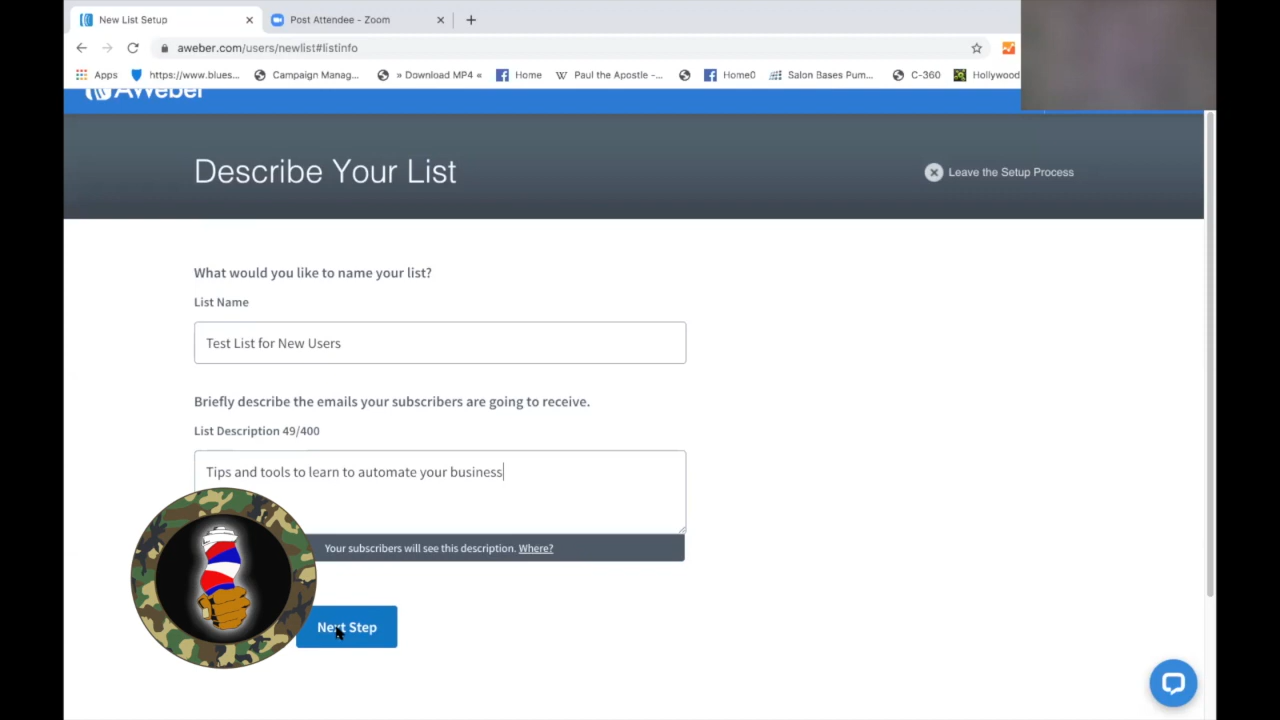 New List Setup
Post Attendee - Zoom
aweber.com/users/newlist#listinfo
Apps https://www.blues... Campaign Manag... » Download MP4 « Home Paul the Apostle -... Home0 Salon Bases Pum... C-360 Hollywood
AWeber
Describe Your List
Leave the Setup Process
What would you like to name your list?
List Name
Test List for New Users
Briefly describe the emails your subscribers are going to receive.
List Description 49/400
Tips and tools to learn to automate your business
Your subscribers will see this description. Where?
Next Step